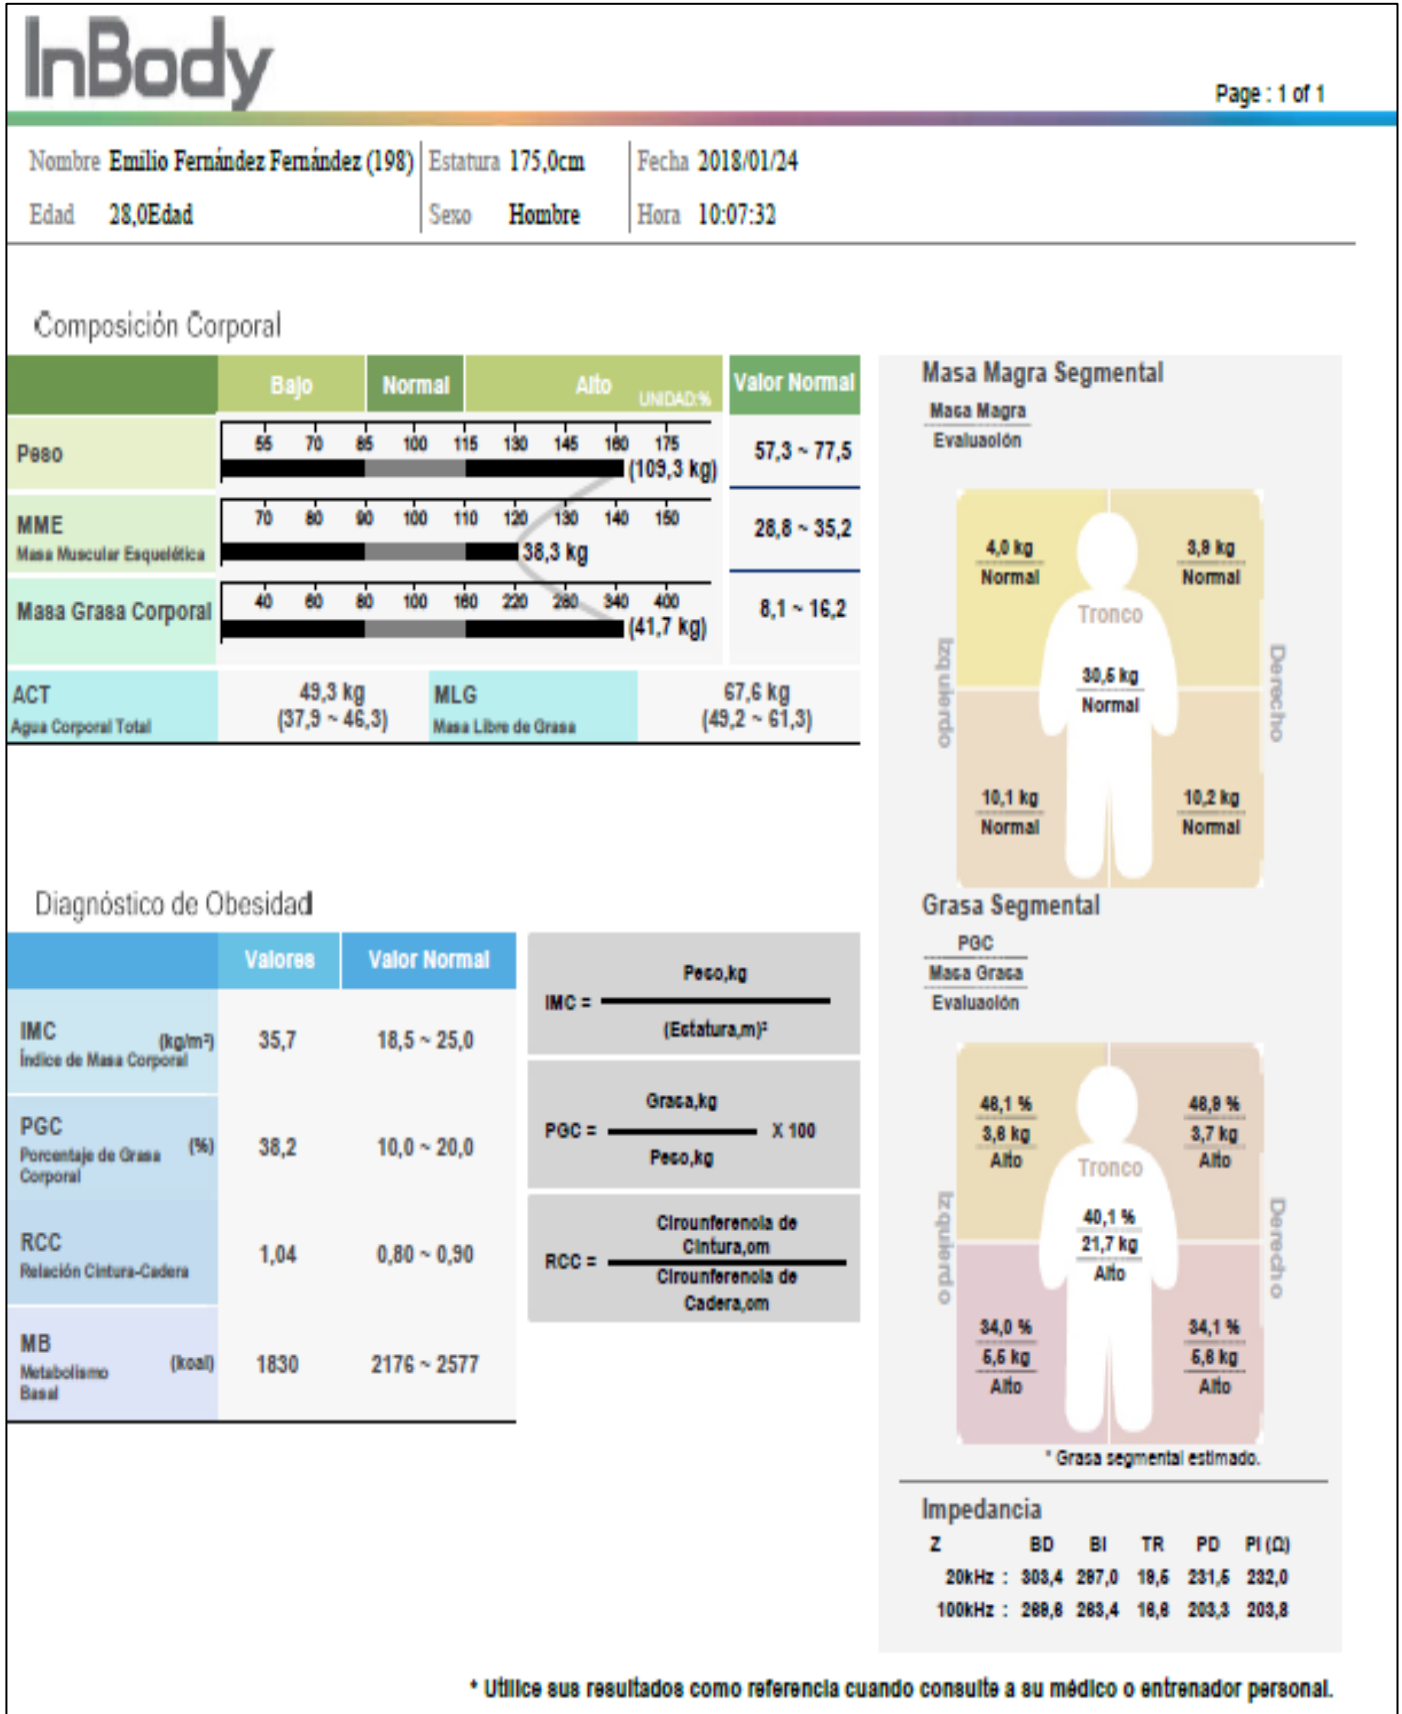 InBody
Page : 1 of 1
Nombre Emilio Fernández Fernández (198) Estatura 175,0cm Fecha 2018/01/24
Edad 28,0Edad Sexo Hombre Hora 10:07:32
Composición Corporal
Bajo Normal Alto UNIDAD:% Valor Normal
Peso 55 70 85 100 115 130 145 160 175 57,3 ~ 77,5
(109,3 kg)
MME 70 80 90 100 110 120 130 140 150 28,8 ~ 35,2
Masa Muscular Esquelética 38,3 kg
Masa Grasa Corporal 40 60 80 100 160 220 280 340 400 8,1 ~ 16,2
(41,7 kg)
ACT 49,3 kg MLG 67,6 kg
Agua Corporal Total (37,9 ~ 46,3) Masa Libre de Grasa (49,2 ~ 61,3)
Masa Magra Segmental
Masa Magra
Evaluación
4,0 kg 3,9 kg
Normal Normal
Tronco
Izquierdo 30,5 kg Derecho
Normal
10,1 kg 10,2 kg
Normal Normal
Diagnóstico de Obesidad
Valores Valor Normal
IMC (kg/m²) 35,7 18,5 ~ 25,0
Índice de Masa Corporal
PGC
Porcentaje de Grasa (%) 38,2 10,0 ~ 20,0
Corporal
RCC 1,04 0,80 ~ 0,90
Relación Cintura-Cadera
MB
Metabolismo (kcal) 1830 2176 ~ 2577
Basal
Peso,kg
IMC =
(Estatura,m)²
Grasa,kg
PGC = X 100
Peso,kg
Circunferencia de
Cintura,cm
RCC =
Circunferencia de
Cadera,cm
Grasa Segmental
PGC
Masa Grasa
Evaluación
48,1 % 48,9 %
3,6 kg 3,7 kg
Alto Alto
Tronco
Izquierdo 40,1 % Derecho
21,7 kg
Alto
34,0 % 34,1 %
5,5 kg 5,6 kg
Alto Alto
* Grasa segmental estimado.
Impedancia
Z BD BI TR PD PI (Ω)
20kHz : 303,4 297,0 19,5 231,5 232,0
100kHz : 203,3 203,8
* Utilice sus resultados como referencia cuando consulte a su médico o entrenador personal.